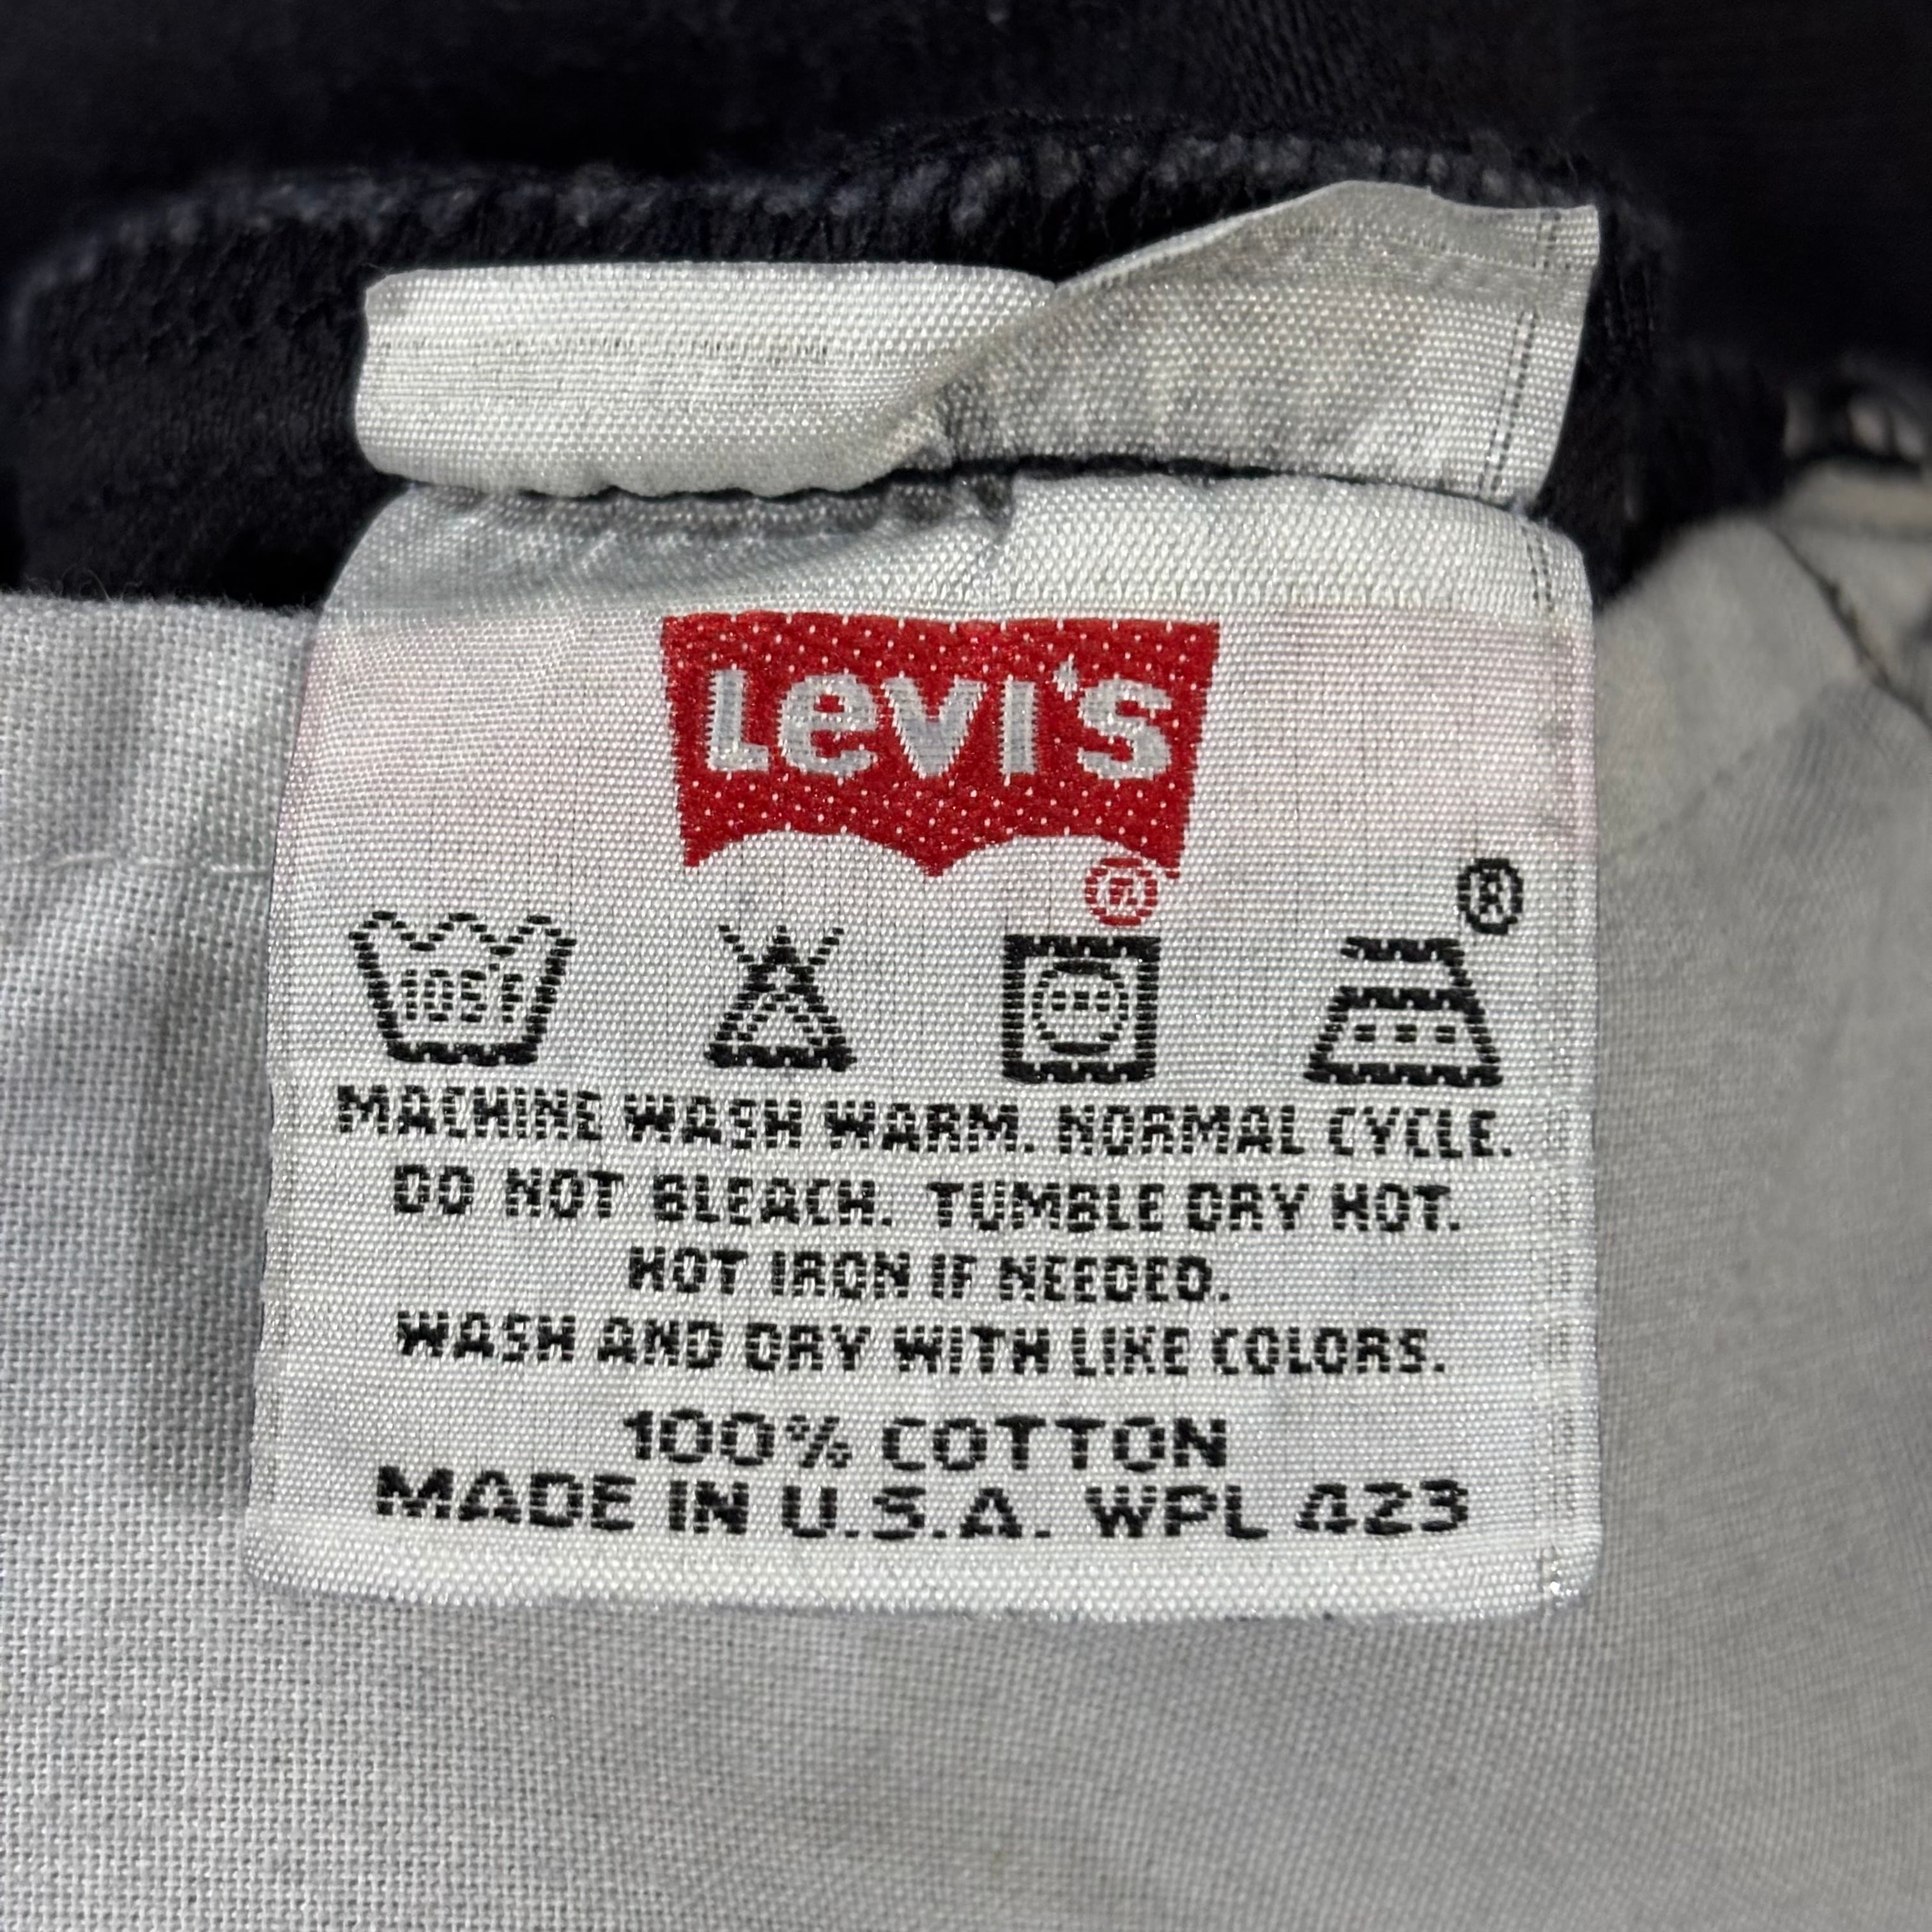 Levi's
®
®
105°F
MACHINE WASH WARM. NORMAL CYCLE.
DO NOT BLEACH. TUMBLE DRY HOT.
HOT IRON IF NEEDED.
WASH AND DRY WITH LIKE COLORS.
100% COTTON
MADE IN U.S.A. WPL 423